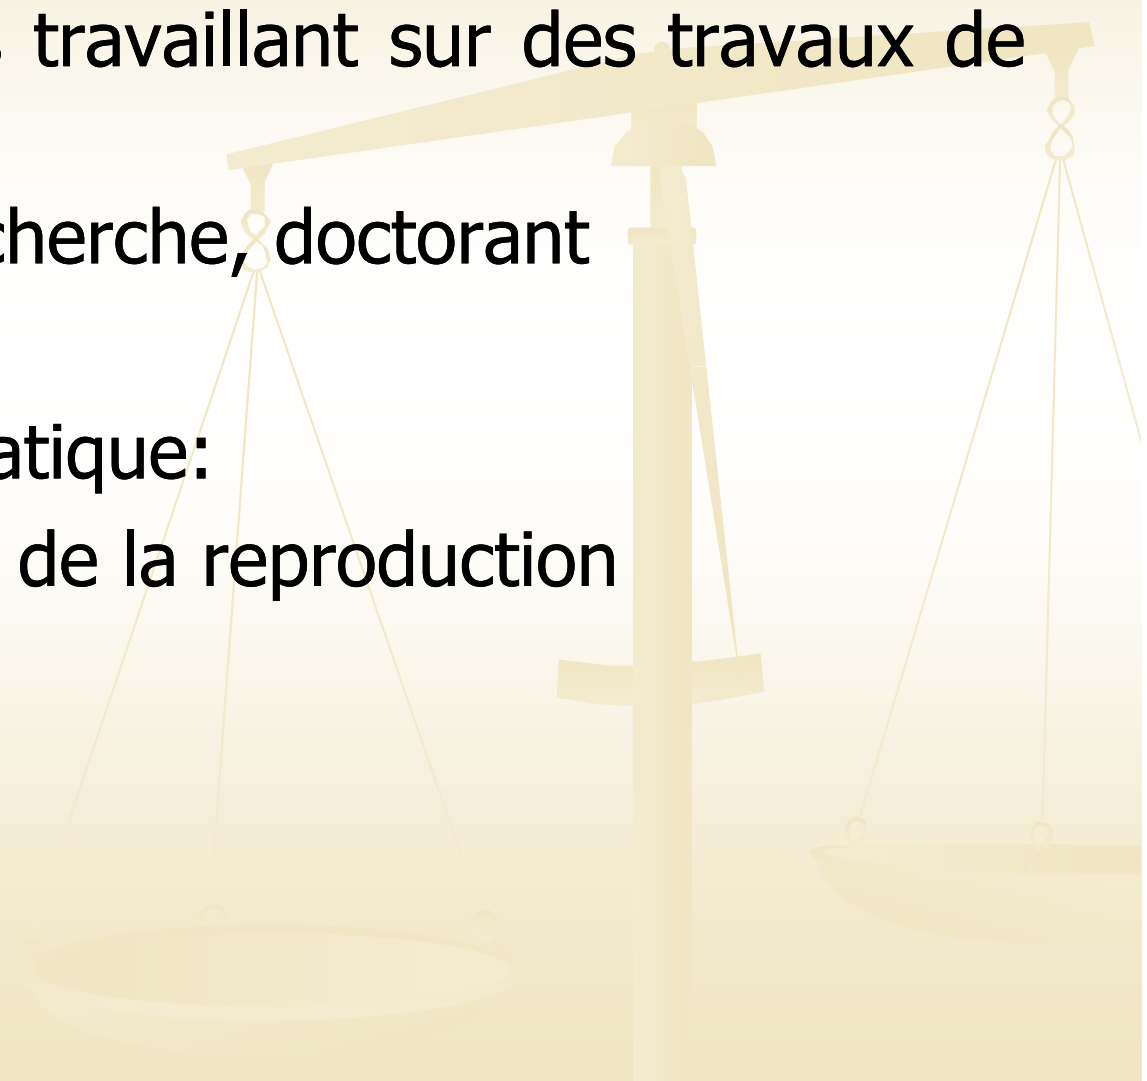 travaillant sur des travaux de
cherche, doctorant
atique:
de la reproduction